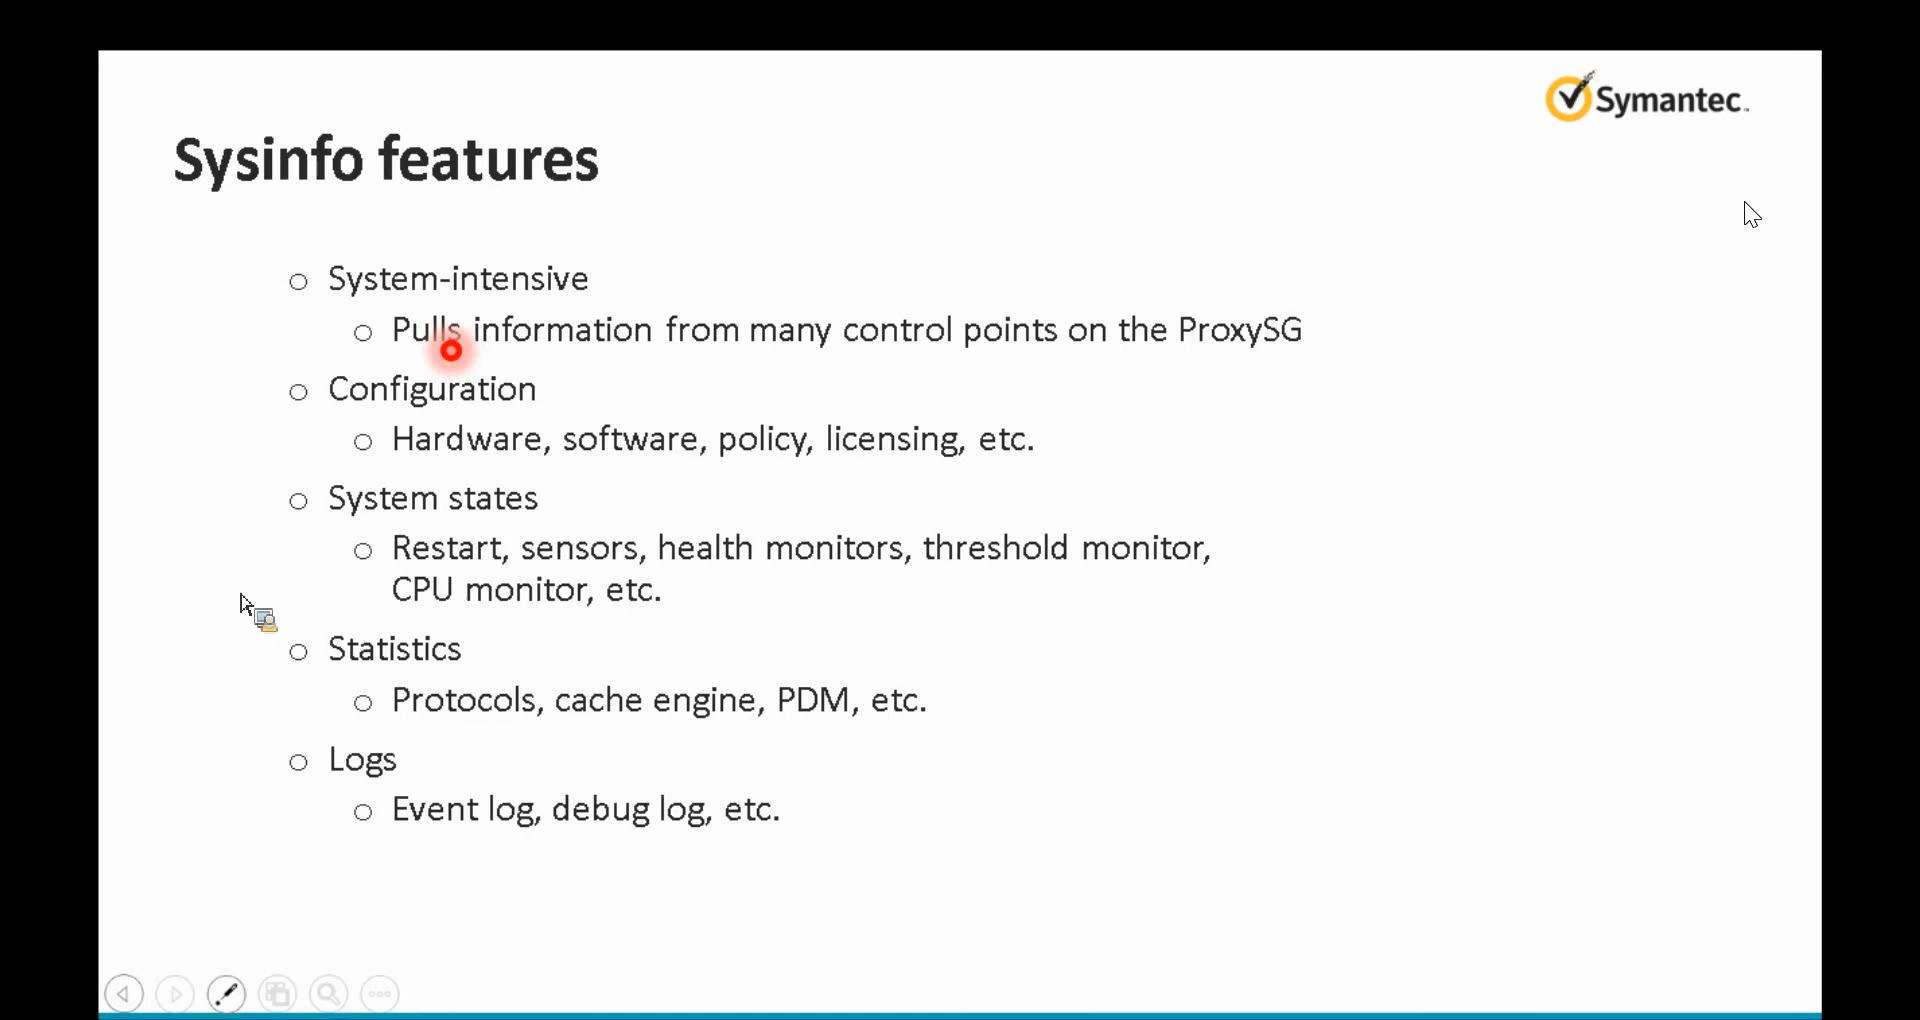 Symantec™
Sysinfo features
System-intensive
Pulls information from many control points on the ProxySG
Configuration
Hardware, software, policy, licensing, etc.
System states
Restart, sensors, health monitors, threshold monitor,
CPU monitor, etc.
Statistics
Protocols, cache engine, PDM, etc.
Logs
Event log, debug log, etc.